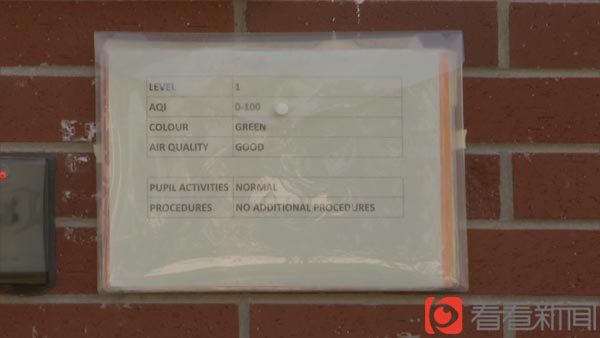 LEVEL 1
AQI 0-100
COLOUR GREEN
AIR QUALITY GOOD
PUPIL ACTIVITIES NORMAL
PROCEDURES NO ADDITIONAL PROCEDURES
看看新闻